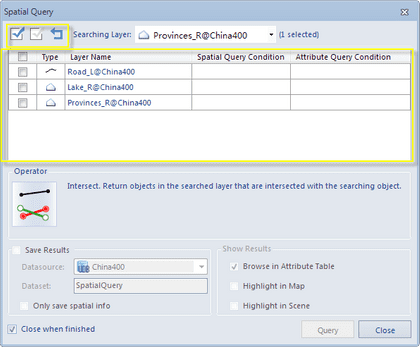 Spatial Query
Searching Layer: Provinces_R@China400 (1 selected)
Type Layer Name Spatial Query Condition Attribute Query Condition
Road_L@China400
Lake_R@China400
Provinces_R@China400
Operator
Intersect. Return objects in the searched layer that are intersected with the searching object.
Save Results
Datasource: China400
Dataset: SpatialQuery
Only save spatial info
Show Results
Browse in Attribute Table
Highlight in Map
Highlight in Scene
Close when finished
Query Close